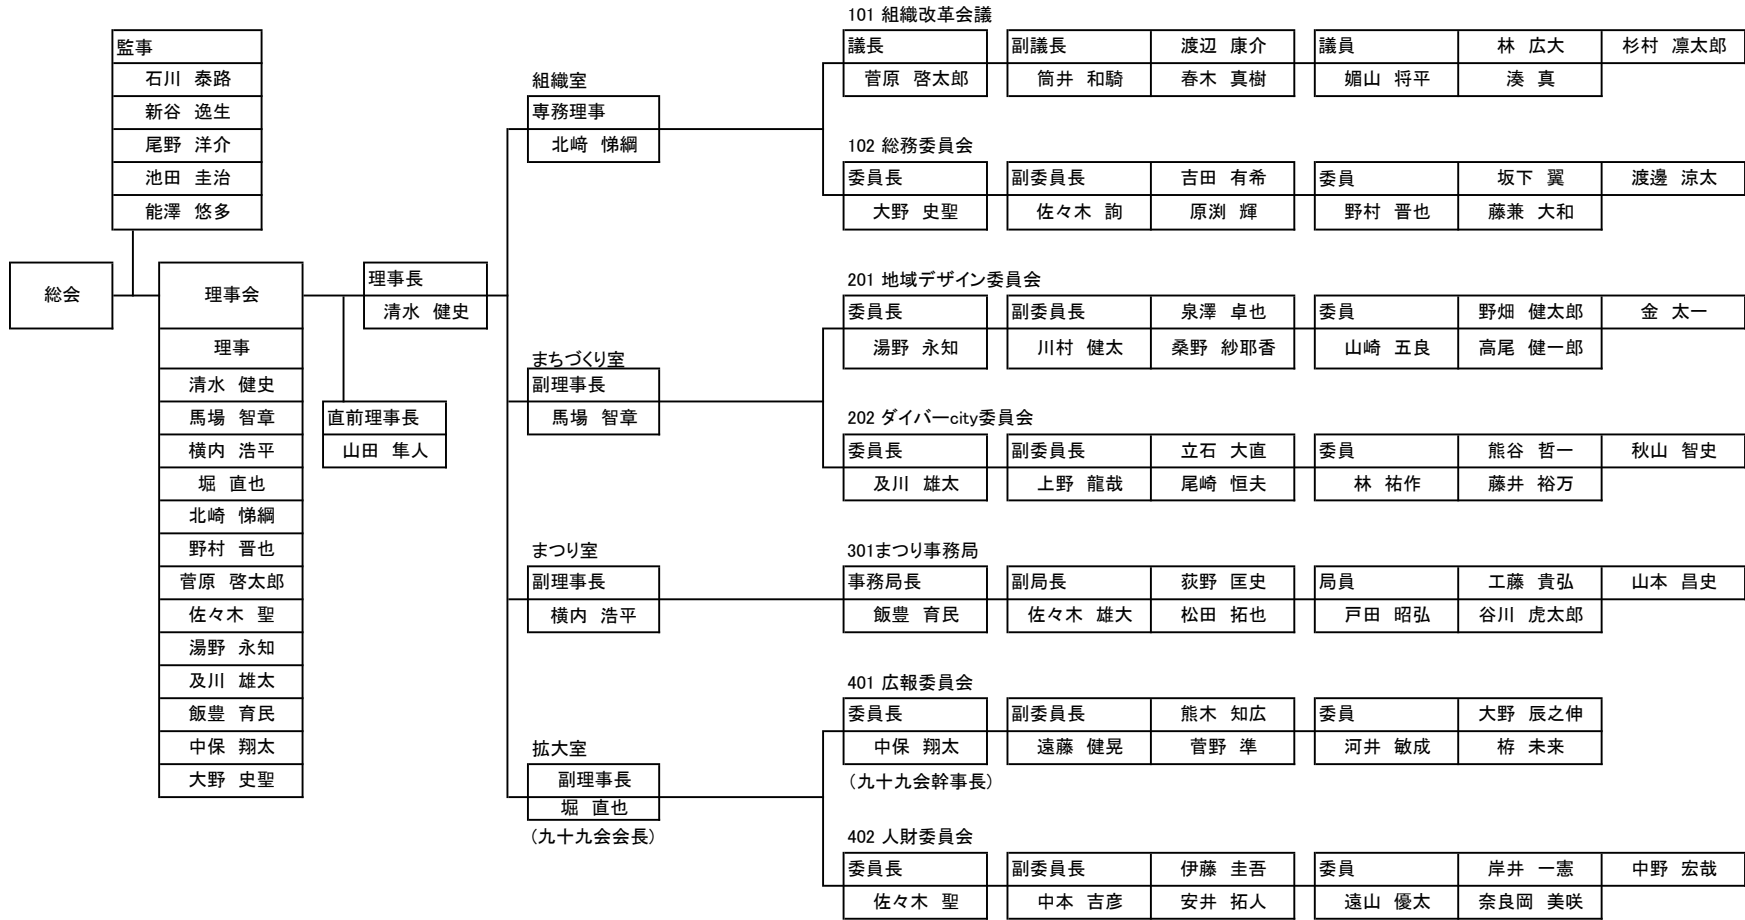 監事
石川 泰路
新谷 逸生
尾野 洋介
池田 圭治
能澤 悠多
総会
理事会
理事
清水 健史
馬場 智章
横内 浩平
堀 直也
北崎 悌綱
野村 晋也
菅原 啓太郎
佐々木 聖
湯野 永知
及川 雄太
飯豊 育民
中保 翔太
大野 史聖
理事長
清水 健史
直前理事長
山田 隼人
組織室
専務理事
北﨑 悌綱
101 組織改革会議
議長 副議長 渡辺 康介 議員 林 広大 杉村 凛太郎
菅原 啓太郎 筒井 和騎 春木 真樹 媚山 将平 湊 真
102 総務委員会
委員長 副委員長 吉田 有希 委員 坂下 翼 渡邊 涼太
大野 史聖 佐々木 詢 原渕 輝 野村 晋也 藤兼 大和
まちづくり室
副理事長
馬場 智章
201 地域デザイン委員会
委員長 副委員長 泉澤 卓也 委員 野畑 健太郎 金 太一
湯野 永知 川村 健太 桑野 紗耶香 山崎 五良 高尾 健一郎
202 ダイバーcity委員会
委員長 副委員長 立石 大直 委員 熊谷 哲一 秋山 智史
及川 雄太 上野 龍哉 尾崎 恒夫 林 祐作 藤井 裕万
まつり室
副理事長
横内 浩平
301まつり事務局
事務局長 副局長 荻野 匡史 局員 工藤 貴弘 山本 昌史
飯豊 育民 佐々木 雄大 松田 拓也 戸田 昭弘 谷川 虎太郎
拡大室
副理事長
堀 直也
(九十九会会長)
401 広報委員会
委員長 副委員長 熊木 知広 委員 大野 辰之伸
中保 翔太 遠藤 健晃 菅野 準 河井 敏成 栫 未来
(九十九会幹事長)
402 人財委員会
委員長 副委員長 伊藤 圭吾 委員 岸井 一憲 中野 宏哉
佐々木 聖 中本 吉彦 安井 拓人 遠山 優太 奈良岡 美咲